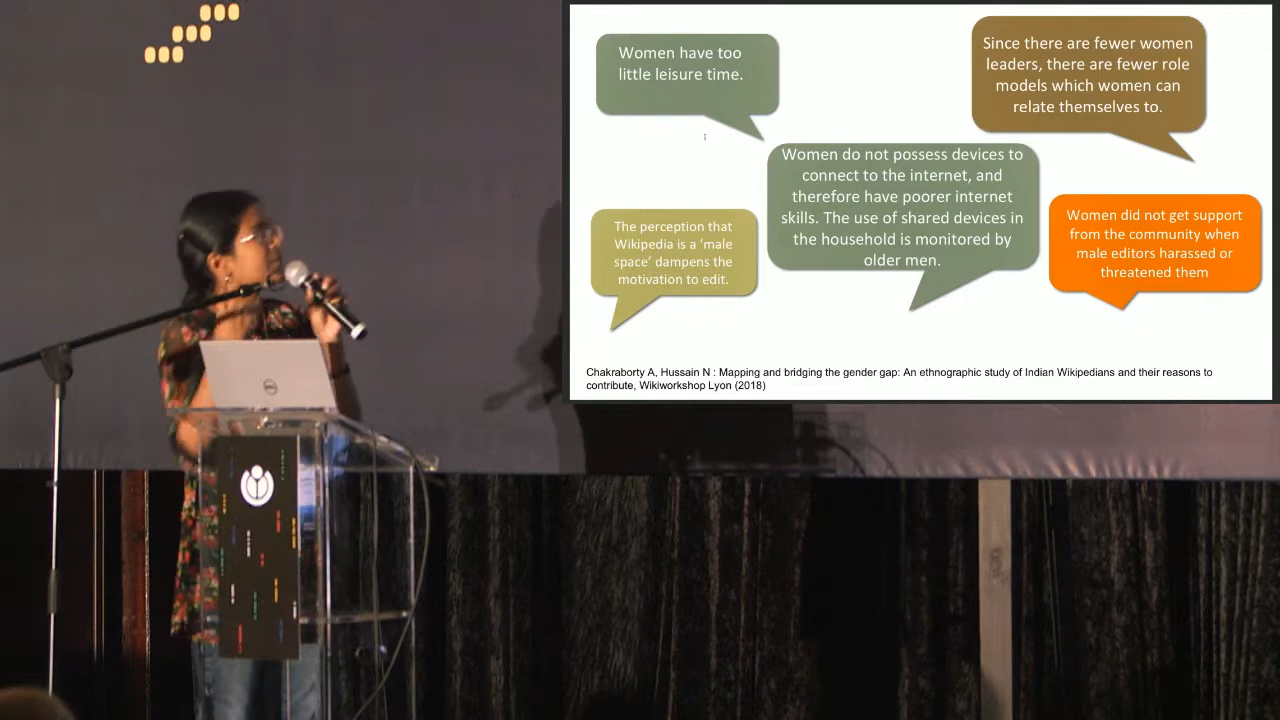 Women have too
little leisure time.
Since there are fewer women
leaders, there are fewer role
models which women can
relate themselves to.
Women do not possess devices to
connect to the internet, and
therefore have poorer internet
skills. The use of shared devices in
the household is monitored by
older men.
The perception that
Wikipedia is a ‘male
space’ dampens the
motivation to edit.
Women did not get support
from the community when
male editors harassed or
threatened them
Chakraborty A, Hussain N : Mapping and bridging the gender gap: An ethnographic study of Indian Wikipedians and their reasons to
contribute, Wikiworkshop Lyon (2018)
DELL